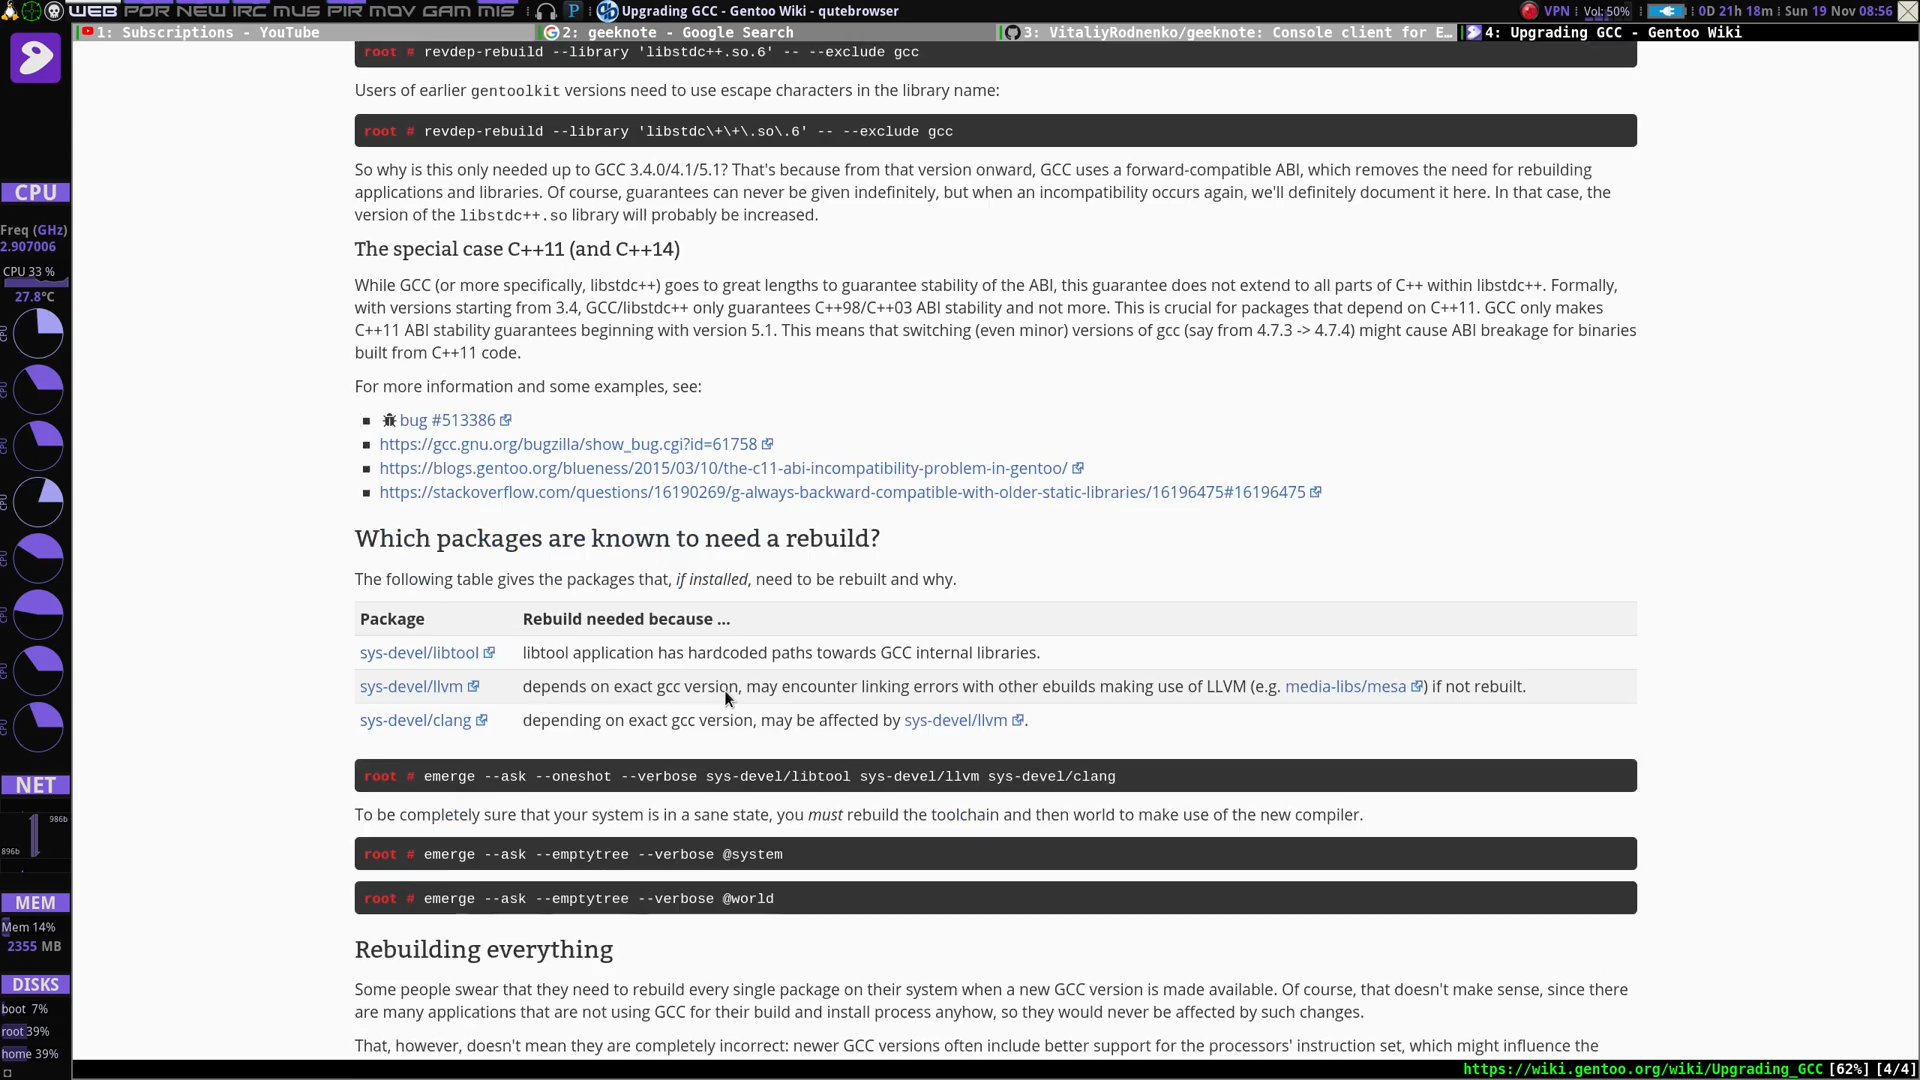 WEB POR NEW IRC MUS PIR MOV GAM MIS P Upgrading GCC - Gentoo Wiki - qutebrowser VPN Vol: 50% 0D 21h 18m Sun 19 Nov 08:56
1: Subscriptions - YouTube 2: geeknote - Google Search 3: VitaliyRodnenko/geeknote: Console client for E… 4: Upgrading GCC - Gentoo Wiki
root # revdep-rebuild --library 'libstdc++.so.6' -- --exclude gcc
Users of earlier gentoolkit versions need to use escape characters in the library name:
root # revdep-rebuild --library 'libstdc\+\+\.so\.6' -- --exclude gcc
So why is this only needed up to GCC 3.4.0/4.1/5.1? That's because from that version onward, GCC uses a forward-compatible ABI, which removes the need for rebuilding
applications and libraries. Of course, guarantees can never be given indefinitely, but when an incompatibility occurs again, we'll definitely document it here. In that case, the
version of the libstdc++.so library will probably be increased.
The special case C++11 (and C++14)
While GCC (or more specifically, libstdc++) goes to great lengths to guarantee stability of the ABI, this guarantee does not extend to all parts of C++ within libstdc++. Formally,
with versions starting from 3.4, GCC/libstdc++ only guarantees C++98/C++03 ABI stability and not more. This is crucial for packages that depend on C++11. GCC only makes
C++11 ABI stability guarantees beginning with version 5.1. This means that switching (even minor) versions of gcc (say from 4.7.3 -> 4.7.4) might cause ABI breakage for binaries
built from C++11 code.
For more information and some examples, see:
bug #513386
https://gcc.gnu.org/bugzilla/show_bug.cgi?id=61758
https://blogs.gentoo.org/blueness/2015/03/10/the-c11-abi-incompatibility-problem-in-gentoo/
https://stackoverflow.com/questions/16190269/g-always-backward-compatible-with-older-static-libraries/16196475#16196475
Which packages are known to need a rebuild?
The following table gives the packages that, if installed, need to be rebuilt and why.
Package Rebuild needed because ...
sys-devel/libtool libtool application has hardcoded paths towards GCC internal libraries.
sys-devel/llvm depends on exact gcc version, may encounter linking errors with other ebuilds making use of LLVM (e.g. media-libs/mesa) if not rebuilt.
sys-devel/clang depending on exact gcc version, may be affected by sys-devel/llvm.
root # emerge --ask --oneshot --verbose sys-devel/libtool sys-devel/llvm sys-devel/clang
To be completely sure that your system is in a sane state, you must rebuild the toolchain and then world to make use of the new compiler.
root # emerge --ask --emptytree --verbose @system
root # emerge --ask --emptytree --verbose @world
Rebuilding everything
Some people swear that they need to rebuild every single package on their system when a new GCC version is made available. Of course, that doesn't make sense, since there
are many applications that are not using GCC for their build and install process anyhow, so they would never be affected by such changes.
That, however, doesn't mean they are completely incorrect: newer GCC versions often include better support for the processors' instruction set, which might influence the
CPU
Freq (GHz)
2.907006
CPU 33 %
27.8°C
CPU
CPU
CPU
CPU
CPU
CPU
CPU
CPU
NET
986b
896b
MEM
Mem 14%
2355 MB
DISKS
boot 7%
root 39%
home 39%
https://wiki.gentoo.org/wiki/Upgrading_GCC [62%] [4/4]